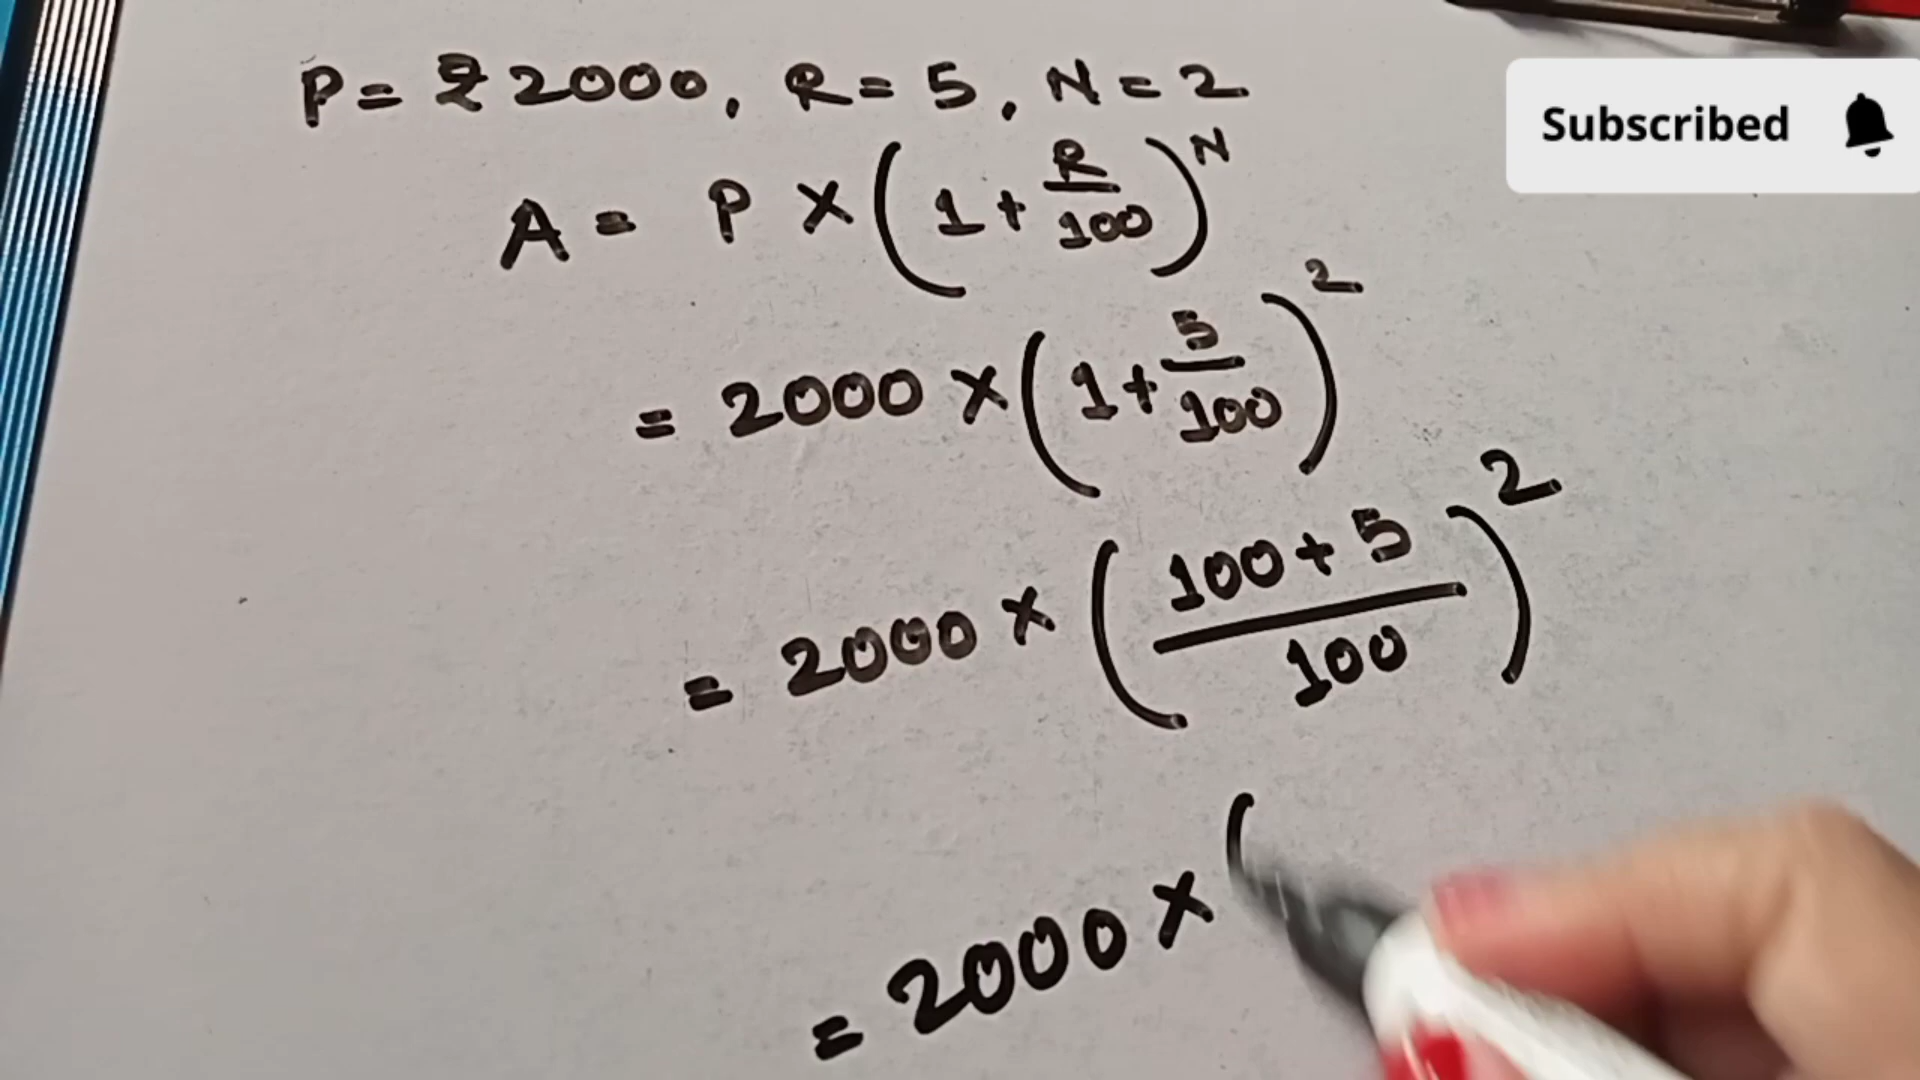 P = ₹ 2000, R = 5, N = 2
Subscribed
A = P × (1 + R/100)^N
= 2000 × (1 + 5/100)^2
= 2000 × (100 + 5/100)^2
= 2000 × (